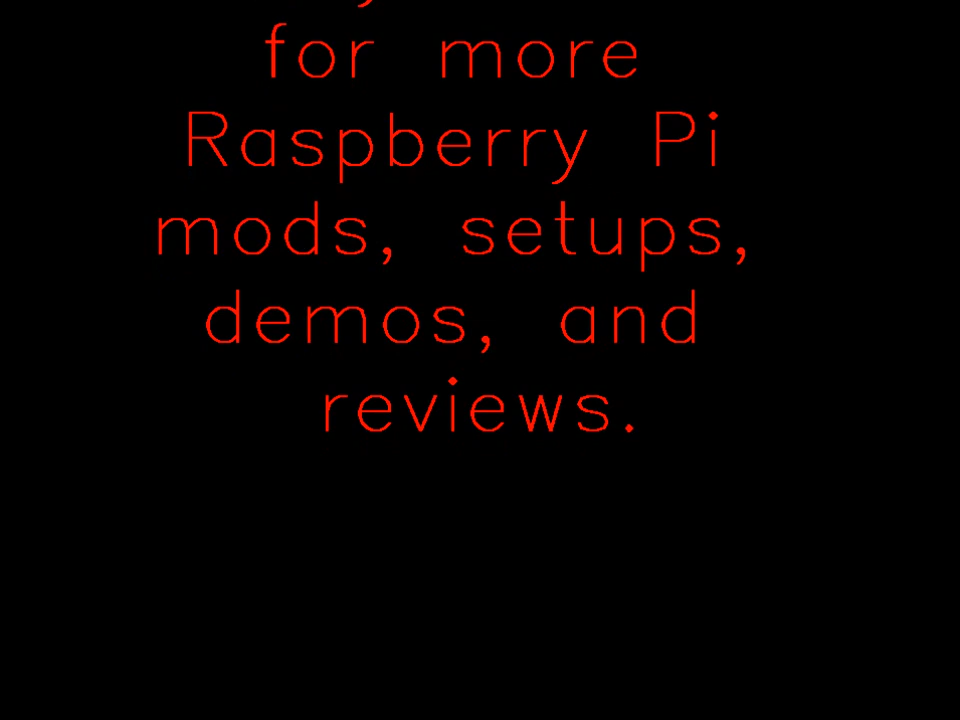 for more
Raspberry Pi
mods, setups,
demos, and
reviews.